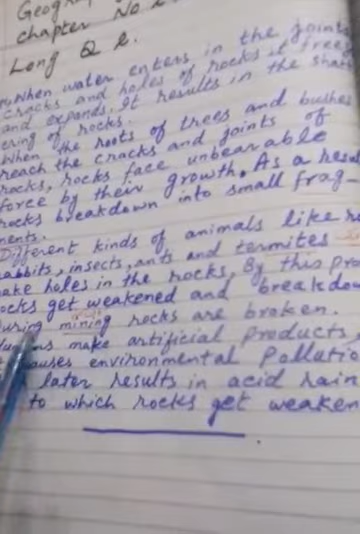 Geography
chapter No
Long Q 2.
When water enters in the joints
cracks and holes of rocks it freez
and expands. It results in the shatt
ering of rocks.
When the roots of trees and bushes
reach the cracks and joints of
rocks, rocks face unbearable
force by their growth. As a resul
rocks breakdown into small frag-
ments.
Different kinds of animals like
rabbits, insects, ants and termites
make holes in the rocks. By this pro
rocks get weakened and breakdow
During mining rocks are broken.
make artificial products,
causes environmental Pollutio
later results in acid rain
to which rocks get weaken